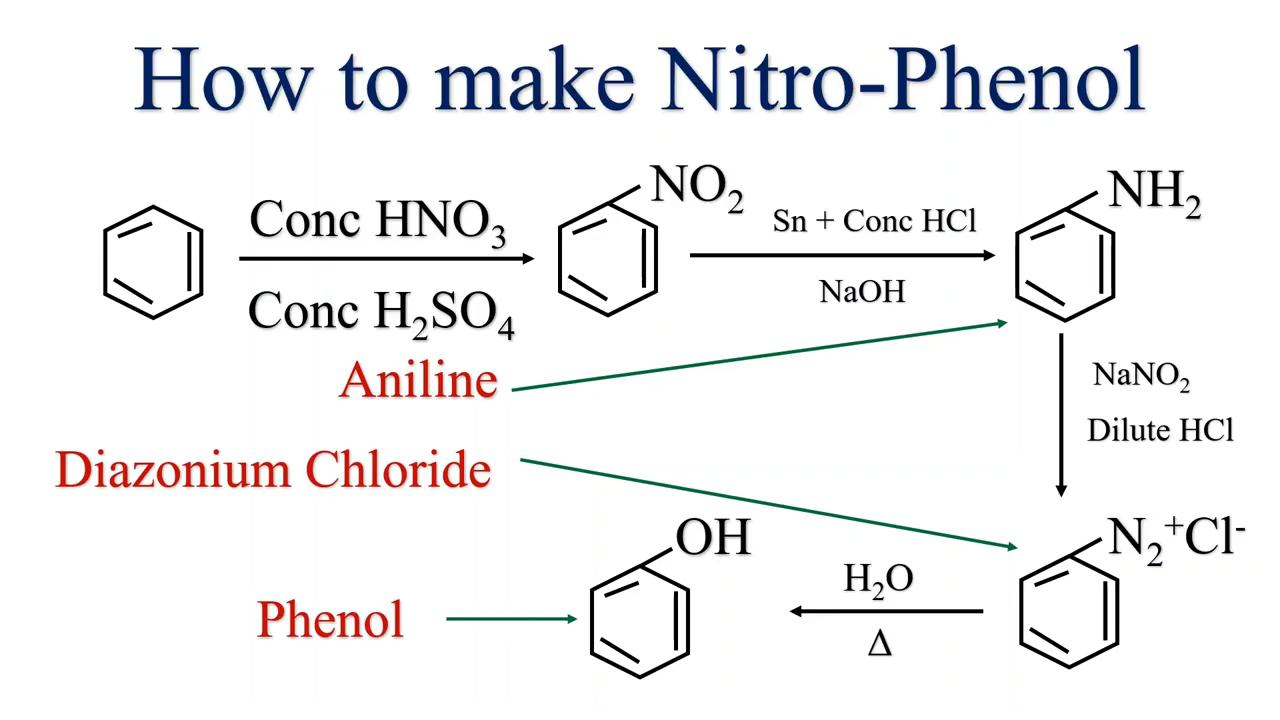 How to make Nitro-Phenol
Conc HNO₃
Conc H₂SO₄
NO₂
Sn + Conc HCl
NaOH
NH₂
Aniline
NaNO₂
Dilute HCl
Diazonium Chloride
N₂⁺Cl⁻
H₂O
Δ
OH
Phenol